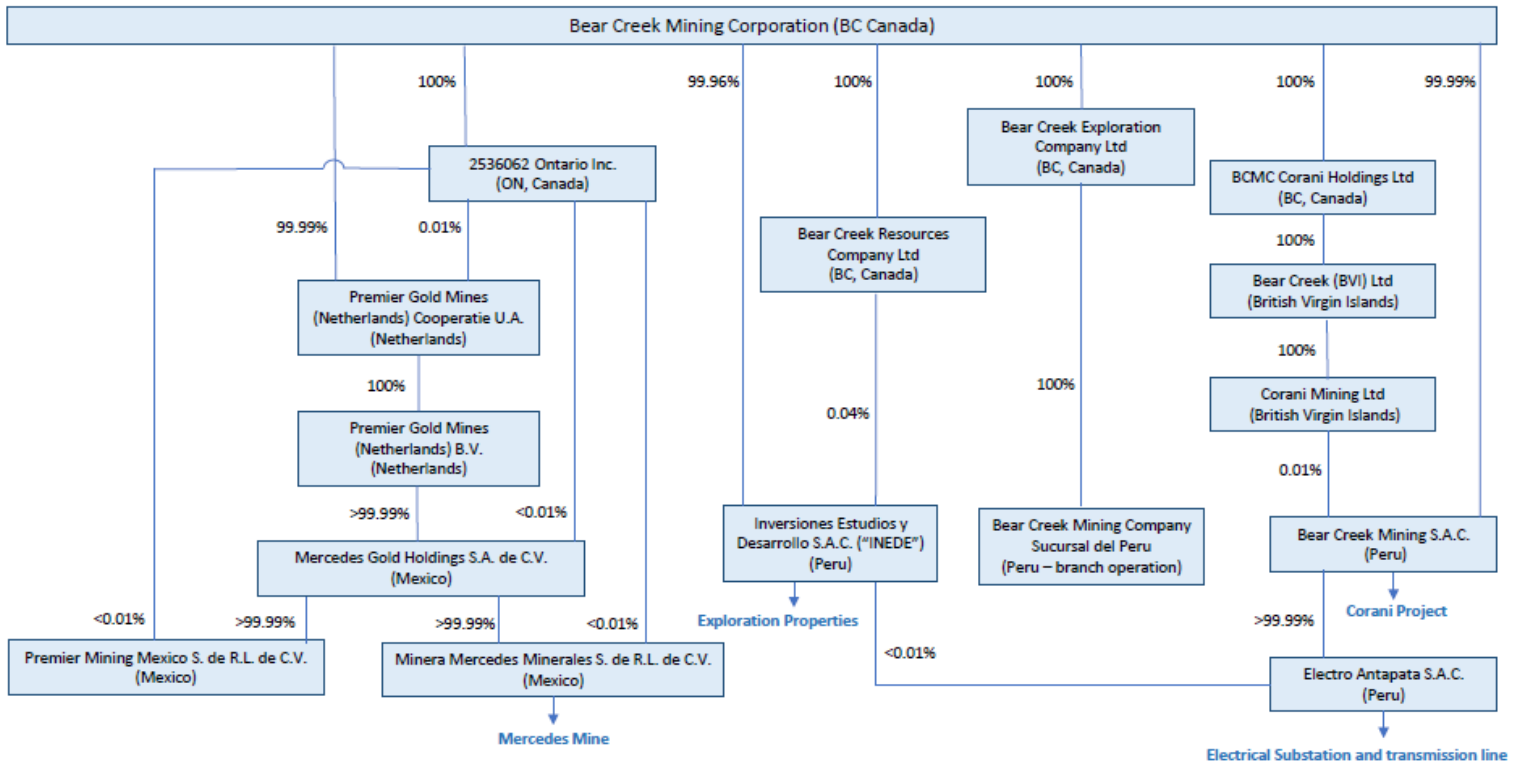 Bear Creek Mining Corporation (BC Canada)
100%
99.96%
100%
100%
100%
99.99%
2536062 Ontario Inc.
(ON, Canada)
Bear Creek Exploration
Company Ltd
(BC, Canada)
BCMC Corani Holdings Ltd
(BC, Canada)
99.99%
0.01%
Bear Creek Resources
Company Ltd
(BC, Canada)
100%
Bear Creek (BVI) Ltd
(British Virgin Islands)
Premier Gold Mines
(Netherlands) Cooperatie U.A.
(Netherlands)
100%
100%
100%
Corani Mining Ltd
(British Virgin Islands)
0.04%
Premier Gold Mines
(Netherlands) B.V.
(Netherlands)
0.01%
>99.99%
<0.01%
Inversiones Estudios y
Desarrollo S.A.C. ("INEDE")
(Peru)
Bear Creek Mining Company
Sucursal del Peru
(Peru – branch operation)
Bear Creek Mining S.A.C.
(Peru)
Mercedes Gold Holdings S.A. de C.V.
(Mexico)
Exploration Properties
Corani Project
<0.01%
>99.99%
>99.99%
<0.01%
>99.99%
<0.01%
Premier Mining Mexico S. de R.L. de C.V.
(Mexico)
Minera Mercedes Minerales S. de R.L. de C.V.
(Mexico)
Electro Antapata S.A.C.
(Peru)
Mercedes Mine
Electrical Substation and transmission line